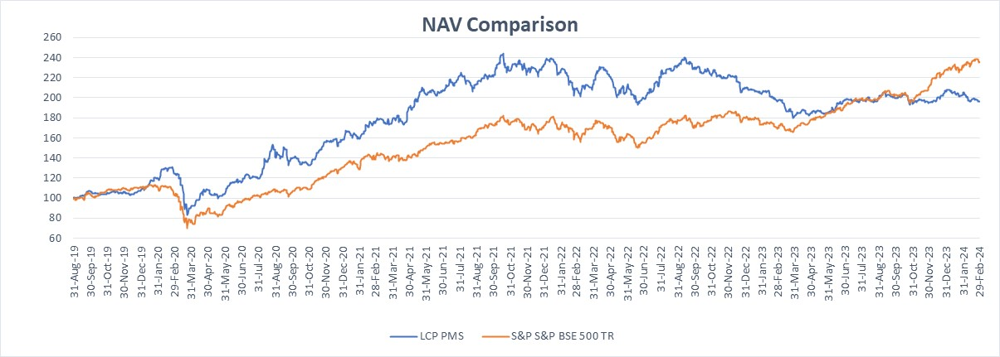 NAV Comparison
260
240
220
200
180
160
140
120
100
80
60
31-Aug-19
30-Sep-19
31-Oct-19
30-Nov-19
31-Dec-19
31-Jan-20
29-Feb-20
31-Mar-20
30-Apr-20
31-May-20
30-Jun-20
31-Jul-20
31-Aug-20
30-Sep-20
31-Oct-20
30-Nov-20
31-Dec-20
31-Jan-21
28-Feb-21
31-Mar-21
30-Apr-21
31-May-21
30-Jun-21
31-Jul-21
31-Aug-21
30-Sep-21
31-Oct-21
30-Nov-21
31-Dec-21
31-Jan-22
28-Feb-22
31-Mar-22
30-Apr-22
31-May-22
30-Jun-22
31-Jul-22
31-Aug-22
30-Sep-22
31-Oct-22
30-Nov-22
31-Dec-22
31-Jan-23
28-Feb-23
31-Mar-23
30-Apr-23
31-May-23
30-Jun-23
31-Jul-23
31-Aug-23
30-Sep-23
31-Oct-23
30-Nov-23
31-Dec-23
31-Jan-24
29-Feb-24
LCP PMS
S&P S&P BSE 500 TR